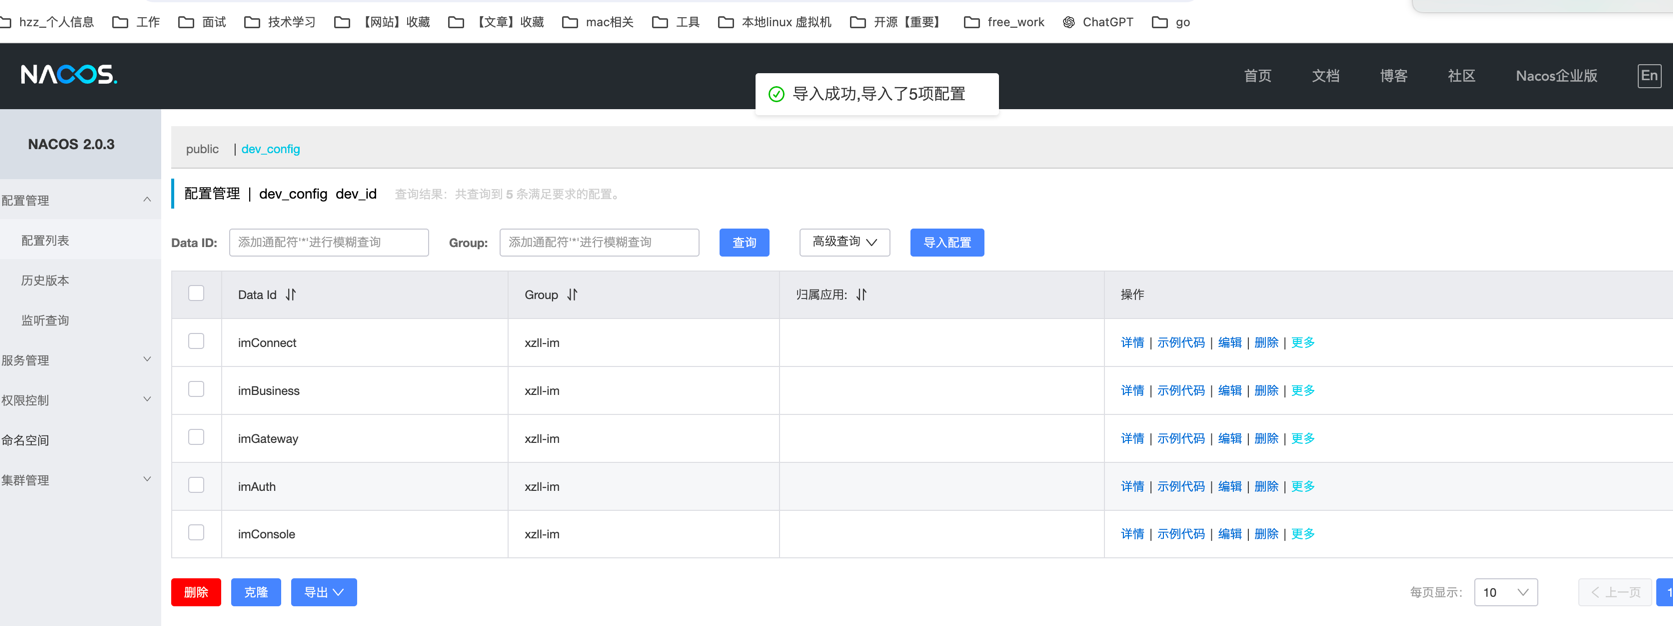 hzz_个人信息 工作 面试 技术学习 【网站】收藏 【文章】收藏 mac相关 工具 本地linux 虚拟机 开源【重要】 free_work ChatGPT go
NACOS.
首页 文档 博客 社区 Nacos企业版 En
导入成功,导入了5项配置
NACOS 2.0.3
public | dev_config
配置管理 | dev_config dev_id 查询结果：共查询到 5 条满足要求的配置。
配置管理
配置列表
历史版本
监听查询
服务管理
权限控制
命名空间
集群管理
Data ID: 添加通配符'*'进行模糊查询 Group: 添加通配符'*'进行模糊查询 查询 高级查询 导入配置
Data Id Group 归属应用: 操作
imConnect xzll-im 详情 | 示例代码 | 编辑 | 删除 | 更多
imBusiness xzll-im 详情 | 示例代码 | 编辑 | 删除 | 更多
imGateway xzll-im 详情 | 示例代码 | 编辑 | 删除 | 更多
imAuth xzll-im 详情 | 示例代码 | 编辑 | 删除 | 更多
imConsole xzll-im 详情 | 示例代码 | 编辑 | 删除 | 更多
删除 克隆 导出 每页显示: 10 上一页 1